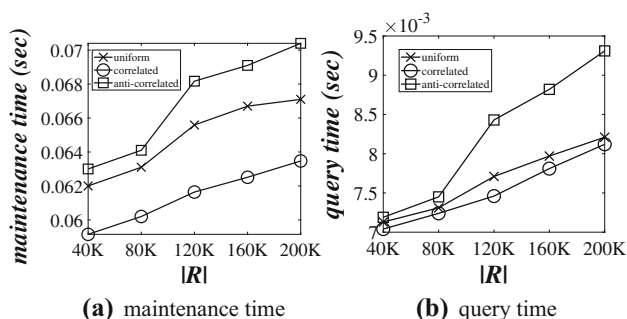 maintenance time (sec)
0.07
0.068
0.066
0.064
0.062
0.06
uniform
correlated
anti-correlated
40K 80K 120K 160K 200K
|R|
(a) maintenance time
query time (sec)
×10⁻³
9.5
9
8.5
8
7.5
7
uniform
correlated
anti-correlated
40K 80K 120K 160K 200K
|R|
(b) query time